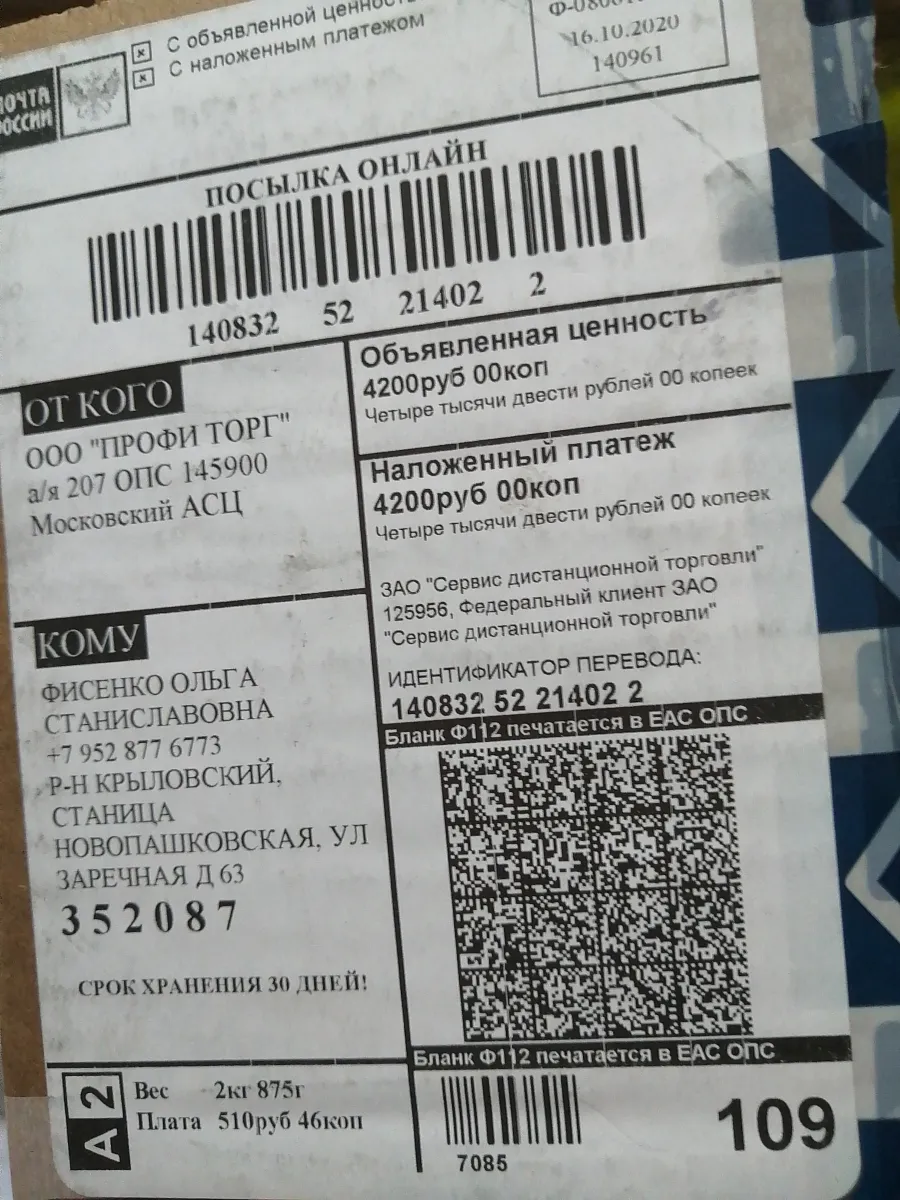 С объявленной
С наложенным платежом
16.10.2020
140961
ПОСЫЛКА ОНЛАЙН
140832 52 21402 2
ОТ КОГО
ООО "ПРОФИ ТОРГ"
а/я 207 ОПС 145900
Московский АСЦ
Объявленная ценность
4200руб 00коп
Четыре тысячи двести рублей 00 копеек
Наложенный платеж
4200руб 00коп
Четыре тысячи двести рублей 00 копеек
ЗАО "Сервис дистанционной торговли"
125956, Федеральный клиент ЗАО
"Сервис дистанционной торговли"
ИДЕНТИФИКАТОР ПЕРЕВОДА:
140832 52 21402 2
Бланк Ф112 печатается в ЕАС ОПС
КОМУ
ФИСЕНКО ОЛЬГА
СТАНИСЛАВОВНА
+7 952 877 6773
Р-Н КРЫЛОВСКИЙ,
СТАНИЦА
НОВОПАШКОВСКАЯ, УЛ
ЗАРЕЧНАЯ Д 63
352087
СРОК ХРАНЕНИЯ 30 ДНЕЙ!
Бланк Ф112 печатается в ЕАС ОПС
A2
Вес 2кг 875г
Плата 510руб 46коп
7085
109